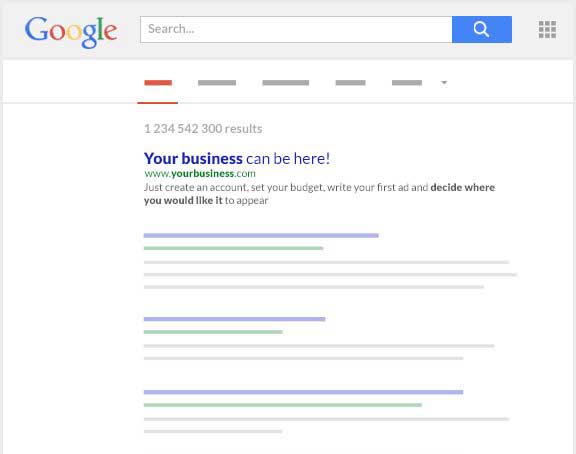 Google
Search...
1 234 542 300 results
Your business can be here!
www.yourbusiness.com
Just create an account, set your budget, write your first ad and decide where
you would like it to appear